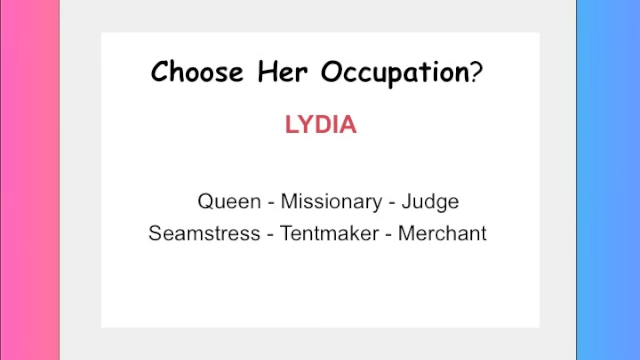 Choose Her Occupation?
LYDIA
Queen - Missionary - Judge
Seamstress - Tentmaker - Merchant